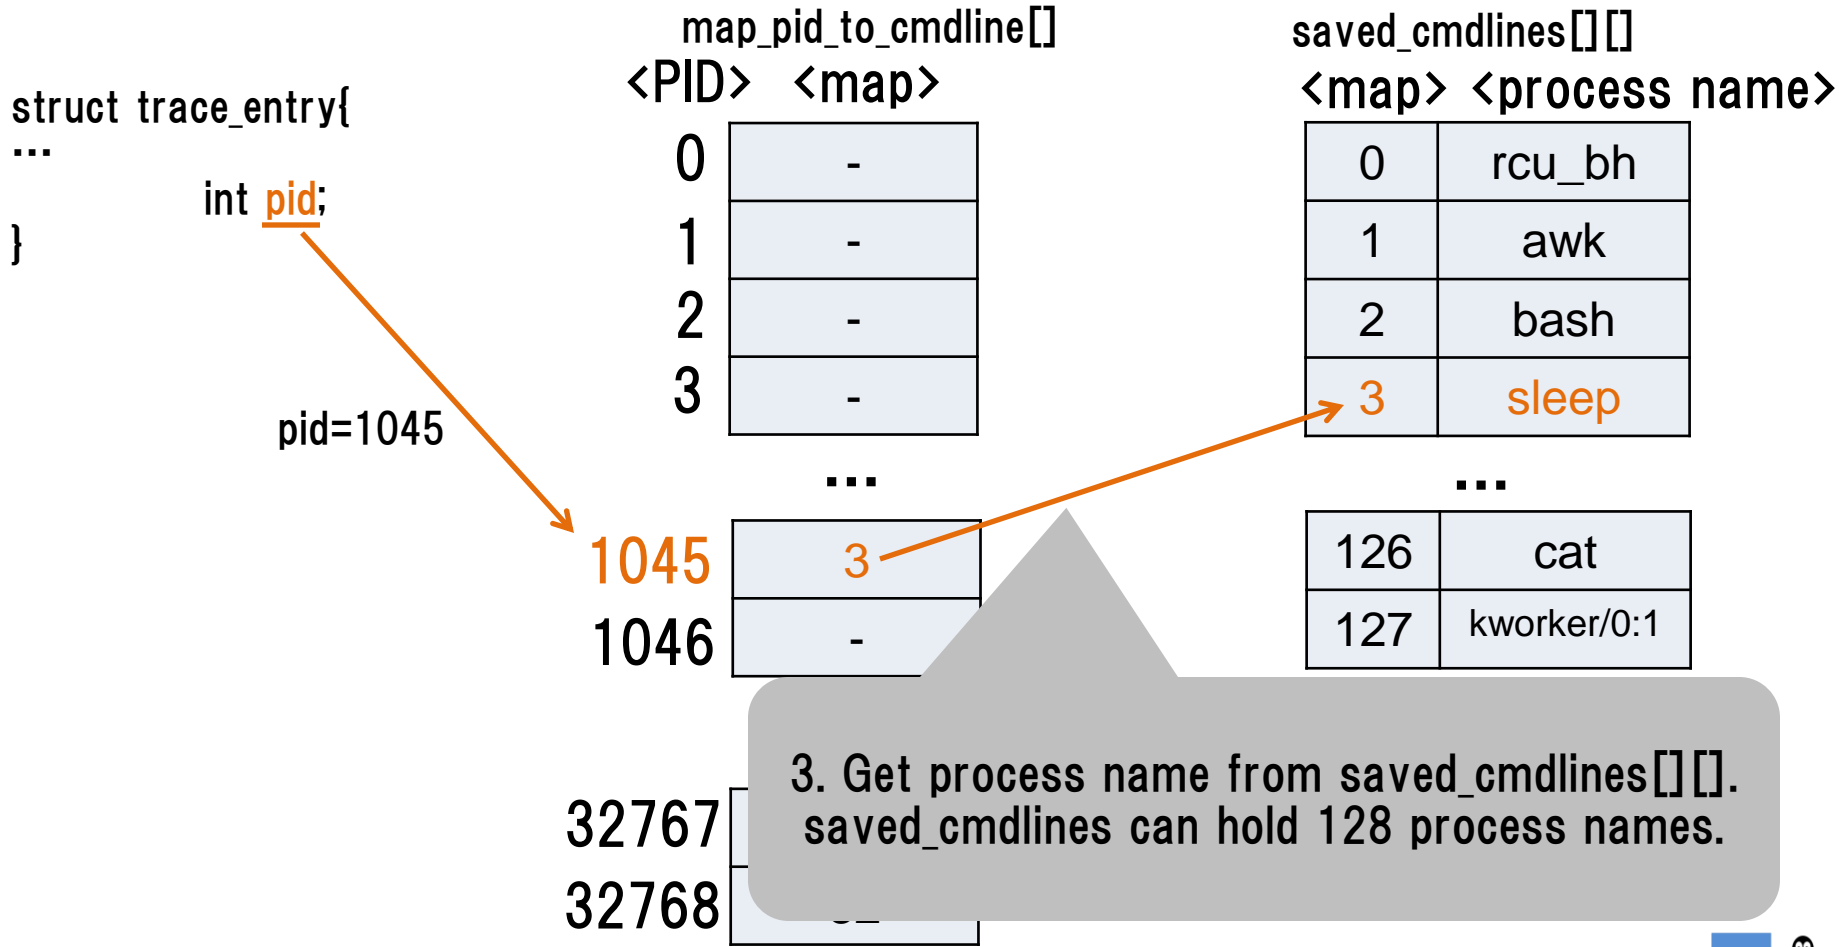 map_pid_to_cmdline[]
<PID> <map>
saved_cmdlines[][]
<map> <process name>
struct trace_entry{
...
int pid;
}
pid=1045
0 -
1 -
2 -
3 -
...
1045 3
1046 -
32767
32768
0 rcu_bh
1 awk
2 bash
3 sleep
...
126 cat
127 kworker/0:1
3. Get process name from saved_cmdlines[][].
saved_cmdlines can hold 128 process names.